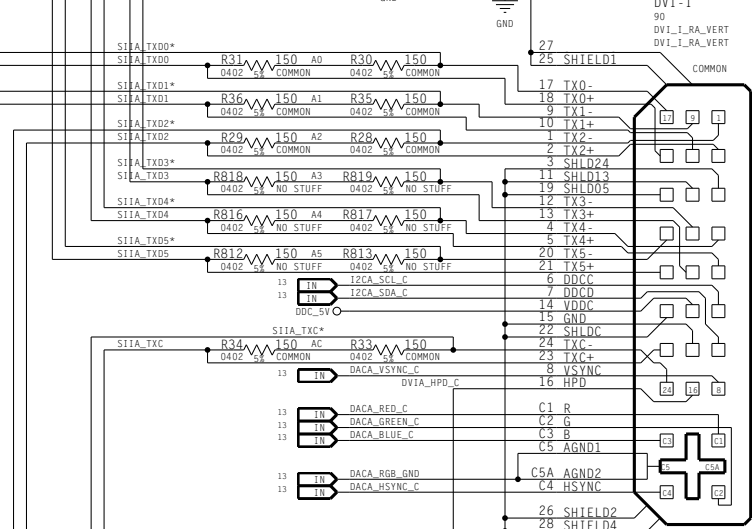 GND
DVI-I
90
DVI_I_RA_VERT
DVI_I_RA_VERT
COMMON
SIIA_TXD0*
SIIA_TXD0 R31 150 A0 R30 150
0402 5% COMMON 0402 5% COMMON
27
25 SHIELD1
SIIA_TXD1*
SIIA_TXD1 R36 150 A1 R35 150
0402 5% COMMON 0402 5% COMMON
17 TX0-
18 TX0+
9 TX1-
10 TX1+
SIIA_TXD2*
SIIA_TXD2 R29 150 A2 R28 150
0402 5% COMMON 0402 5% COMMON
1 TX2-
2 TX2+
3 SHLD24
SIIA_TXD3*
SIIA_TXD3 R818 150 A3 R819 150
0402 5% NO STUFF 0402 5% NO STUFF
11 SHLD13
19 SHLD05
12 TX3-
SIIA_TXD4*
SIIA_TXD4 R816 150 A4 R817 150
0402 5% NO STUFF 0402 5% NO STUFF
13 TX3+
4 TX4-
5 TX4+
SIIA_TXD5*
SIIA_TXD5 R812 150 A5 R813 150
0402 5% NO STUFF 0402 5% NO STUFF
20 TX5-
21 TX5+
13 IN I2CA_SCL_C 6 DDCC
13 IN I2CA_SDA_C 7 DDCD
DDC_5V 14 VDDC
15 GND
22 SHLDC
SIIA_TXC*
SIIA_TXC R34 150 AC R33 150
0402 5% COMMON 0402 5% COMMON
24 TXC-
23 TXC+
13 IN DACA_VSYNC_C 8 VSYNC
DVIA_HPD_C 16 HPD
13 IN DACA_RED_C C1 R
13 IN DACA_GREEN_C C2 G
13 IN DACA_BLUE_C C3 B
C5 AGND1
13 IN DACA_RGB_GND C5A AGND2
13 IN DACA_HSYNC_C C4 HSYNC
26 SHIELD2
28 SHIELD4
17 9 1
24 16 8
C3 C1
C5 C5A
C4 C2